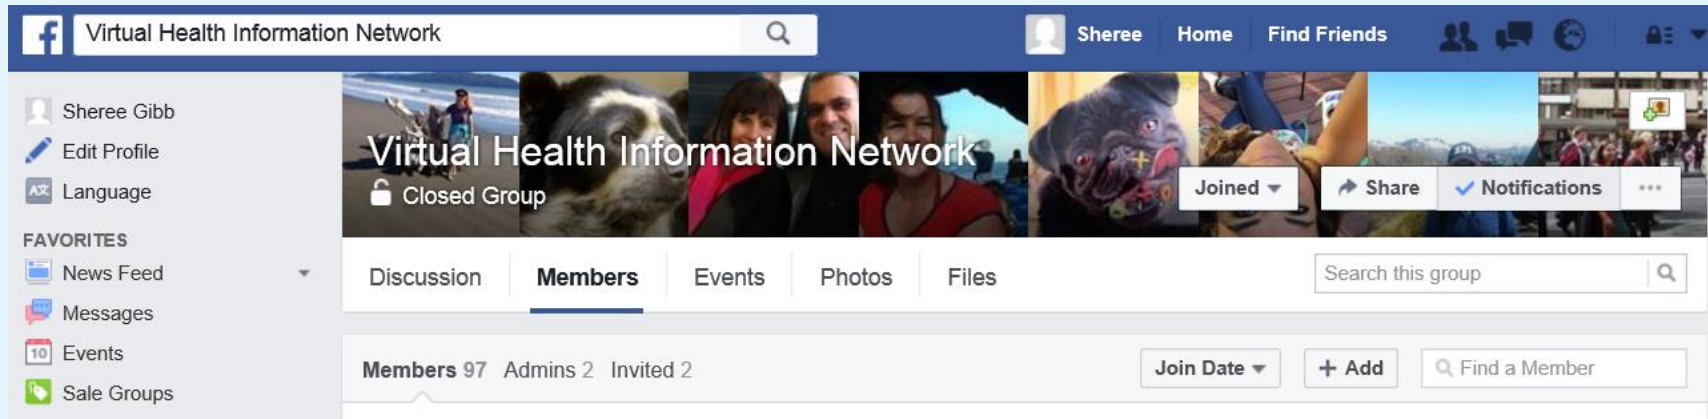 f Virtual Health Information Network
Sheree Home Find Friends
Sheree Gibb
Edit Profile
Language
FAVORITES
News Feed
Messages
10 Events
Sale Groups
Virtual Health Information Network
Closed Group
Joined Share Notifications ...
Discussion Members Events Photos Files
Search this group
Members 97 Admins 2 Invited 2
Join Date + Add Find a Member